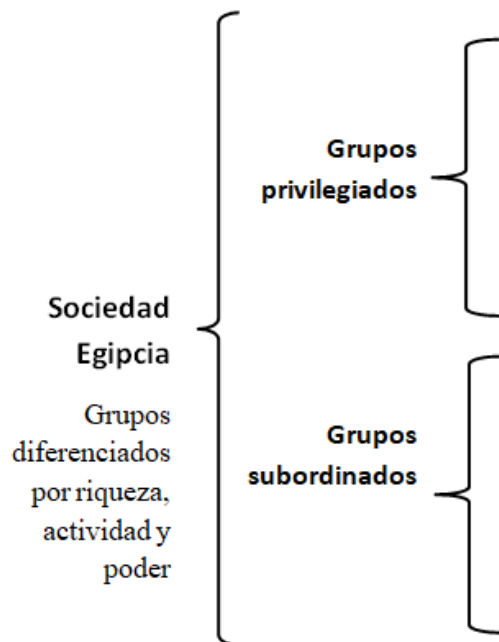 Sociedad
Egipcia
Grupos
diferenciados
por riqueza,
actividad y
poder
Grupos
privilegiados
Grupos
subordinados